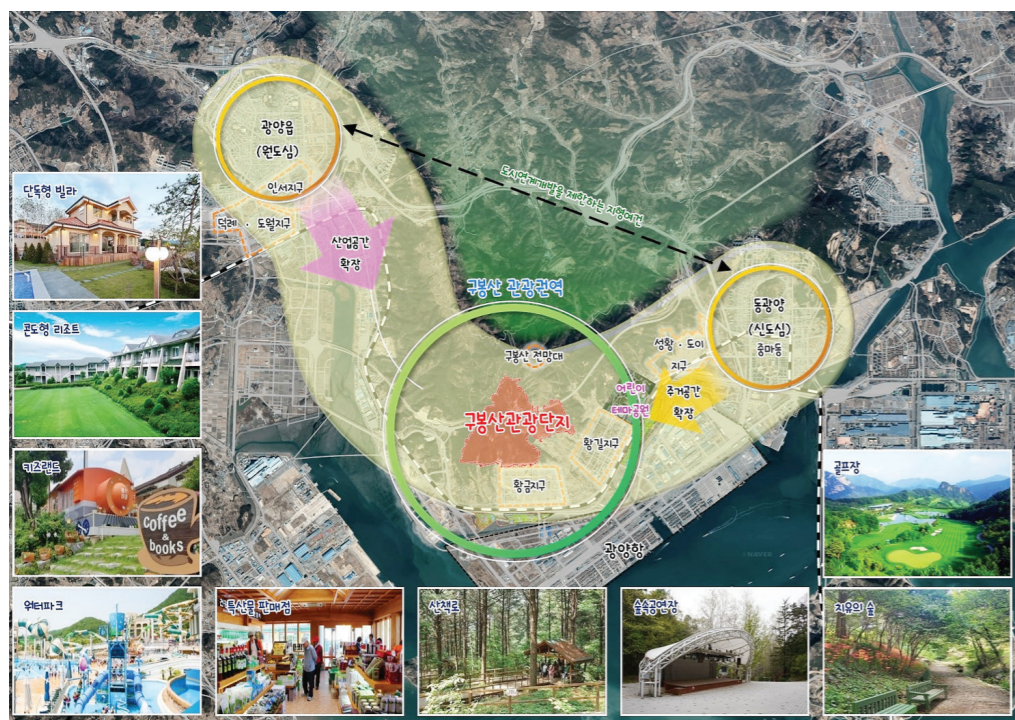 광양읍
(원도심)
인서지구
덕례 · 도월지구
산업공간
확장
도시연계개발을 제한하는 지형여건
구봉산 관광권역
구봉산 전망대
구봉산관광단지
황길지구
황금지구
어린이
테마공원
성황 · 도이
지구
주거공간
확장
동광양
(신도심)
중마동
광양항
NAVER
단독형 빌라
콘도형 리조트
키즈랜드
coffee
&
books
워터파크
특산물 판매점
산책로
숲속공연장
골프장
치유의 숲